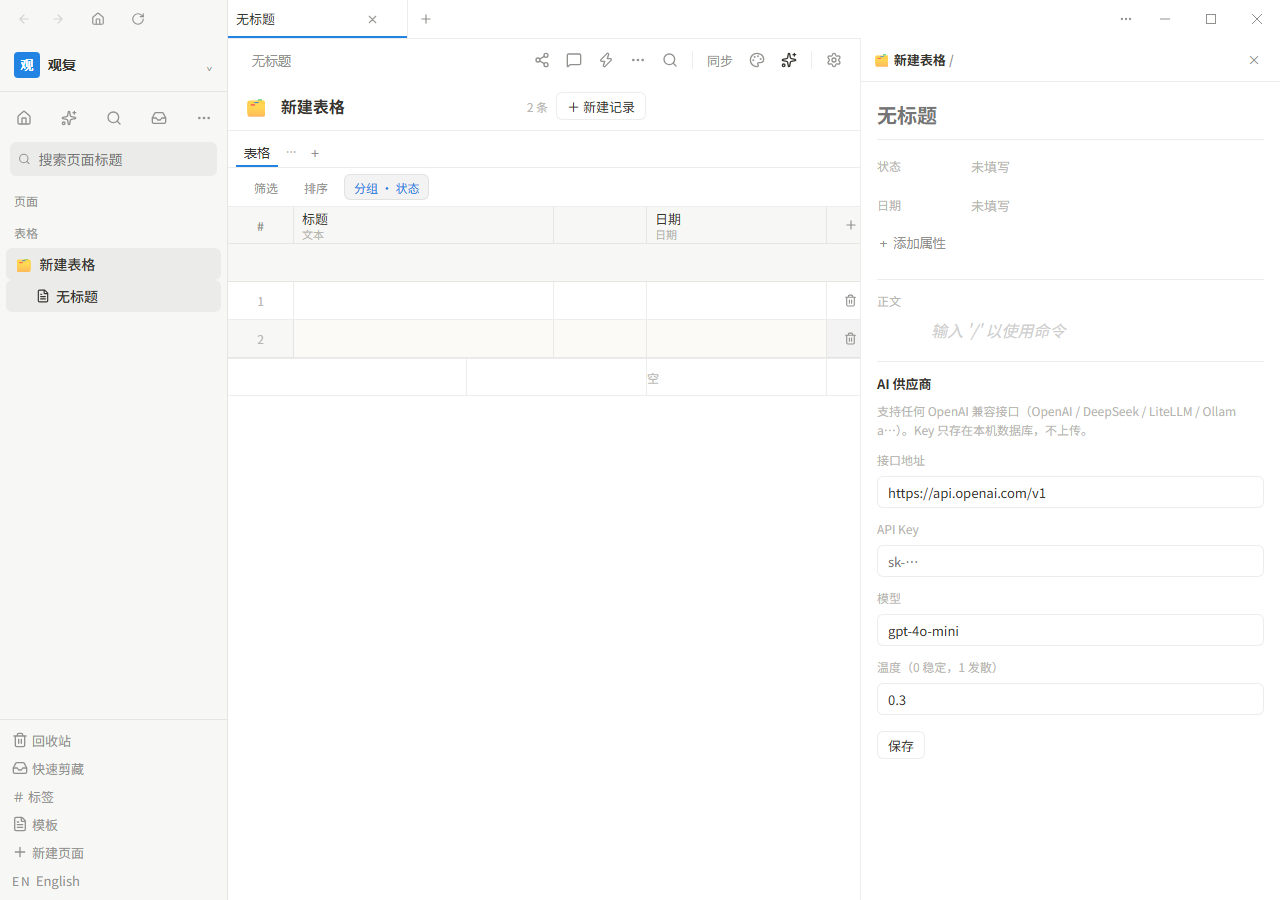 无标题
观 观复
搜索页面标题
页面
表格
新建表格
无标题
回收站
快速剪藏
# 标签
模板
新建页面
EN English
无标题
同步
新建表格
2 条
新建记录
表格
筛选
排序
分组 · 状态
#
标题
文本
日期
日期
1
2
空
新建表格 /
无标题
状态 未填写
日期 未填写
+ 添加属性
正文
输入 '/' 以使用命令
AI 供应商
支持任何 OpenAI 兼容接口（OpenAI / DeepSeek / LiteLLM / Ollam
a…）。Key 只存在本机数据库，不上传。
接口地址
https://api.openai.com/v1
API Key
sk-…
模型
gpt-4o-mini
温度（0 稳定，1 发散）
0.3
保存